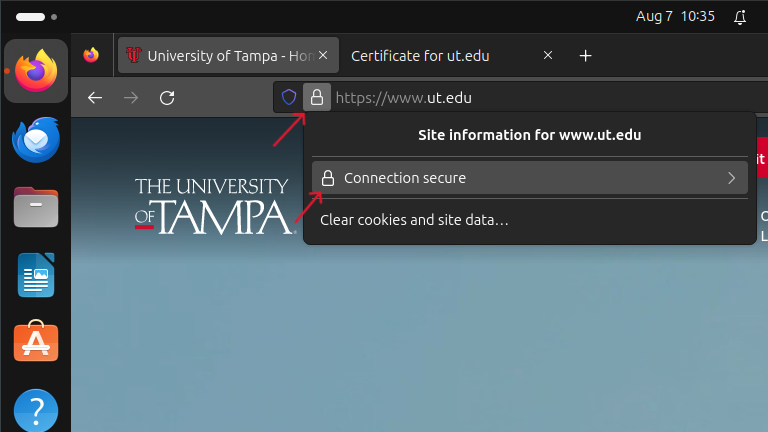 Aug 7 10:35
University of Tampa - Hon
Certificate for ut.edu
https://www.ut.edu
Site information for www.ut.edu
Connection secure
Clear cookies and site data…
THE UNIVERSITY
OF TAMPA
it
C
L
A
?